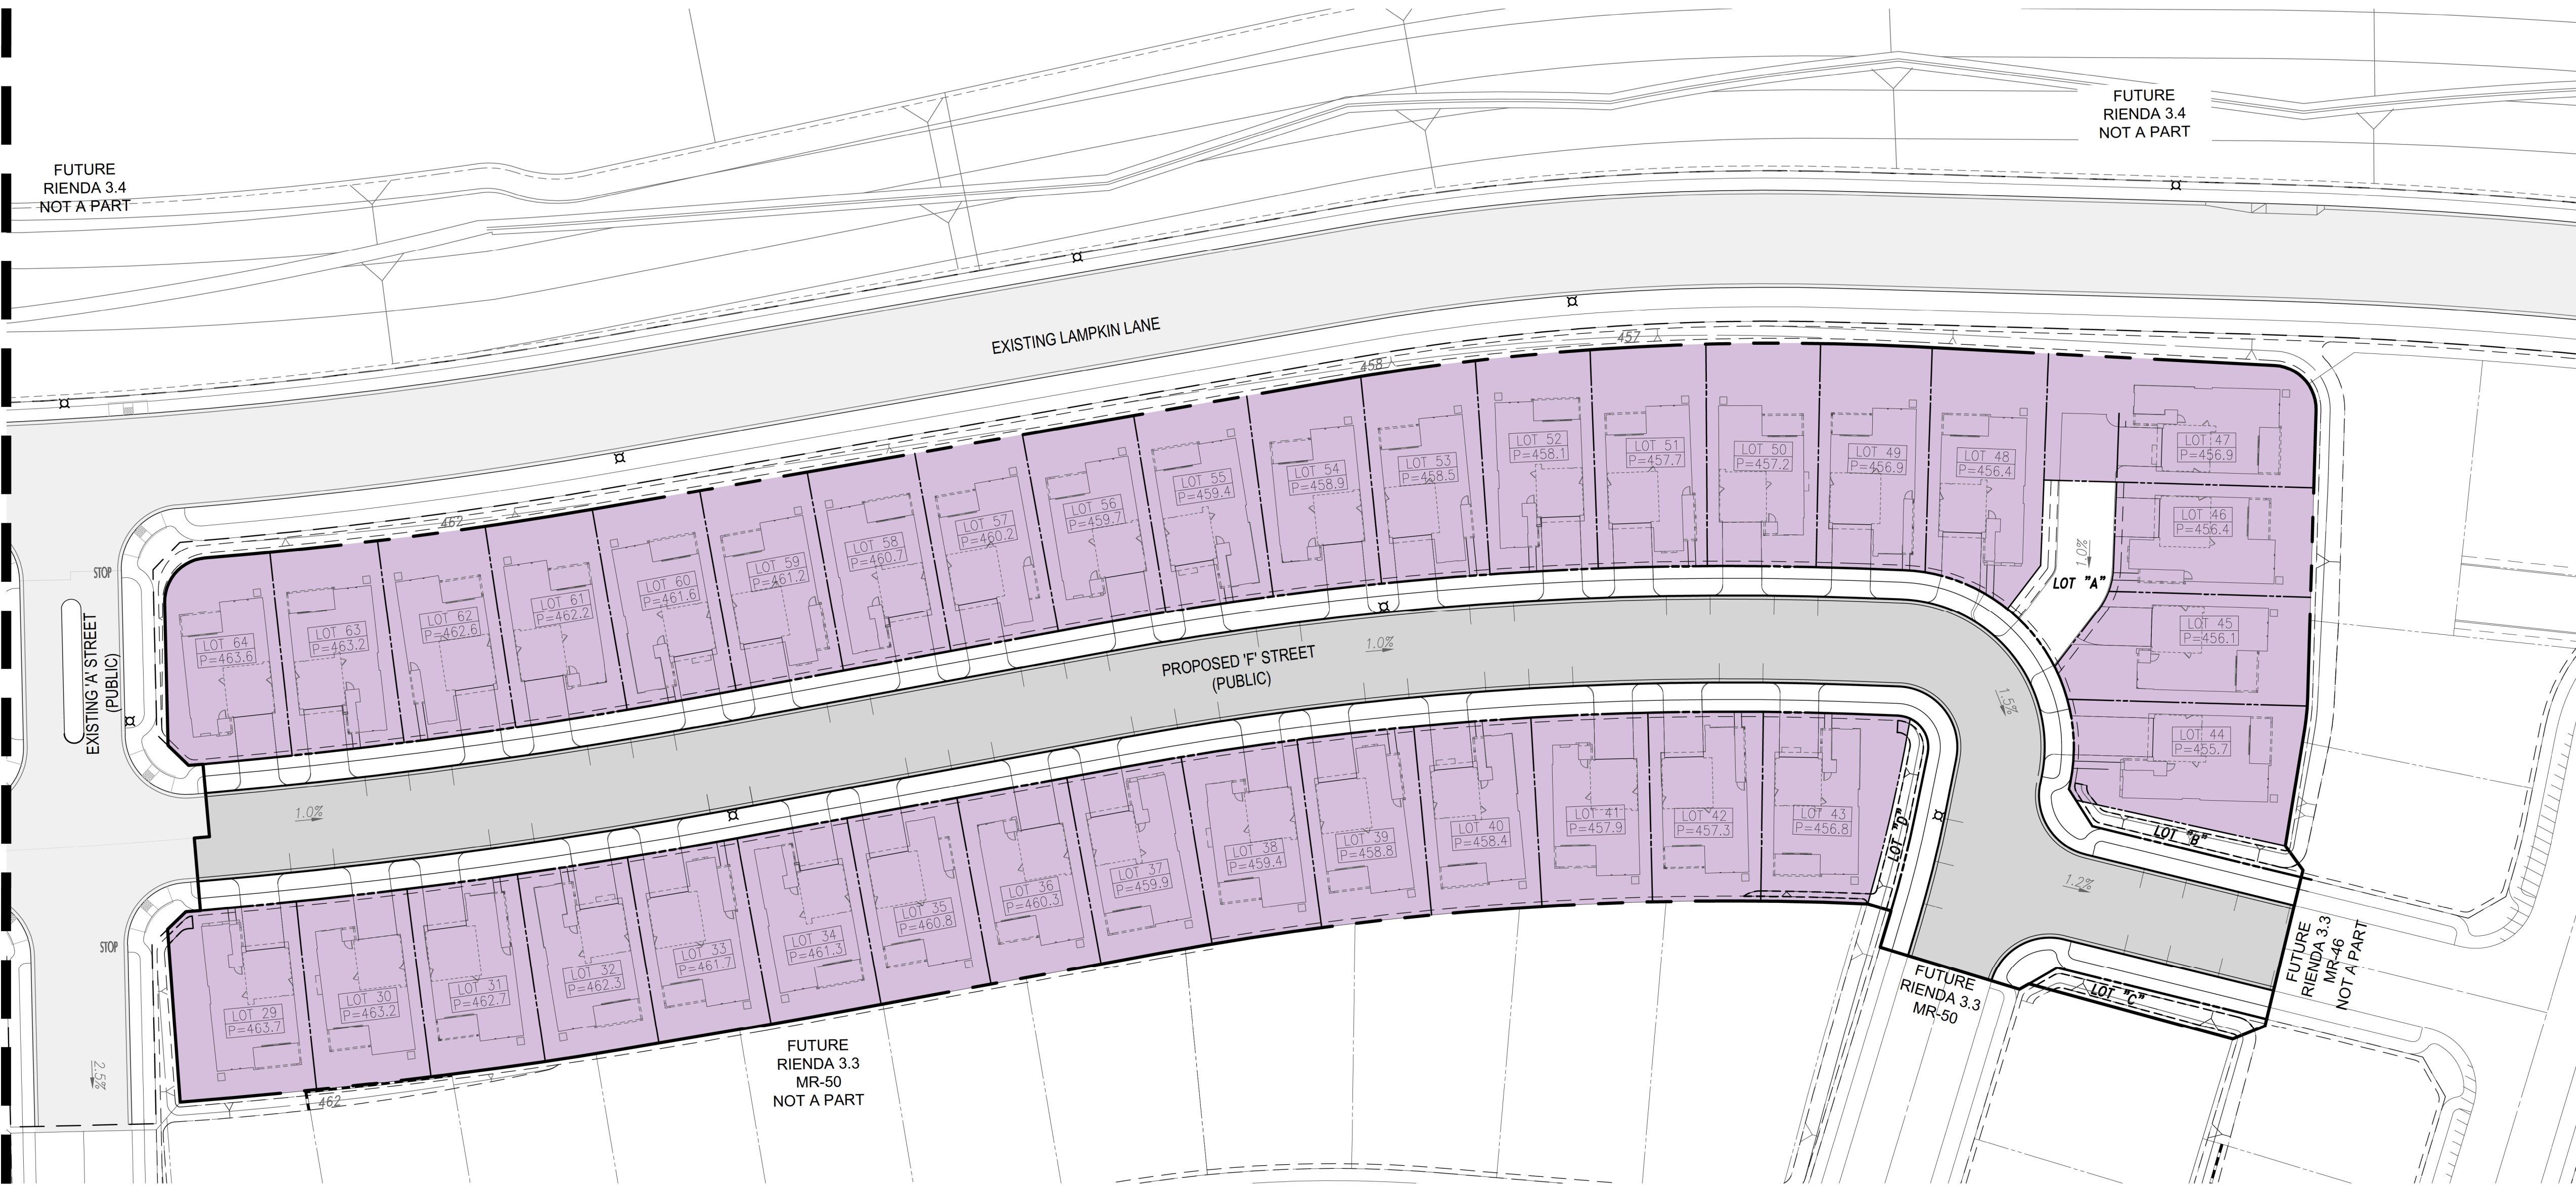 FUTURE
RIENDA 3.4
NOT A PART
FUTURE
RIENDA 3.4
NOT A PART
EXISTING LAMPKIN LANE
457
458
462
STOP
EXISTING 'A' STREET
(PUBLIC)
STOP
2.5%
LOT 64
P=463.6
LOT 63
P=463.2
LOT 62
P=462.6
LOT 61
P=462.2
LOT 60
P=461.6
LOT 59
P=461.2
LOT 58
P=460.7
LOT 57
P=460.2
LOT 56
P=459.7
LOT 55
P=459.4
LOT 54
P=458.9
LOT 53
P=458.5
LOT 52
P=458.1
LOT 51
P=457.7
LOT 50
P=457.2
LOT 49
P=456.9
LOT 48
P=456.4
LOT 47
P=456.9
LOT 46
P=456.4
LOT 45
P=456.1
LOT 44
P=455.7
1.0%
LOT "A"
PROPOSED 'F' STREET
(PUBLIC)
1.0%
1.0%
1.5%
1.2%
LOT "B"
LOT "D"
LOT "C"
LOT 29
P=463.7
LOT 30
P=463.2
LOT 31
P=462.7
LOT 32
P=462.3
LOT 33
P=461.7
LOT 34
P=461.3
LOT 35
P=460.8
LOT 36
P=460.3
LOT 37
P=459.9
LOT 38
P=459.4
LOT 39
P=458.8
LOT 40
P=458.4
LOT 41
P=457.9
LOT 42
P=457.3
LOT 43
P=456.8
462
FUTURE
RIENDA 3.3
MR-50
NOT A PART
FUTURE
RIENDA 3.3
MR-50
FUTURE
RIENDA 3.3
MR-46
NOT A PART